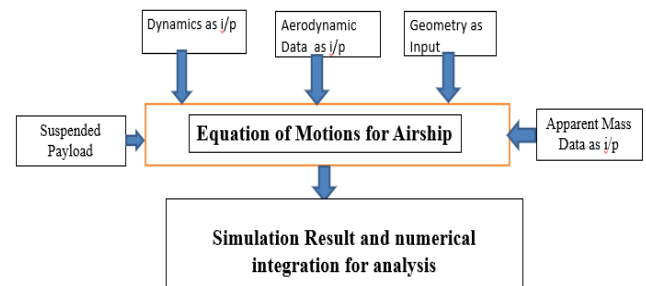 Dynamics as i/p
Aerodynamic
Data as i/p
Geometry as
Input
Suspended
Payload
Equation of Motions for Airship
Apparent Mass
Data as i/p
Simulation Result and numerical
integration for analysis